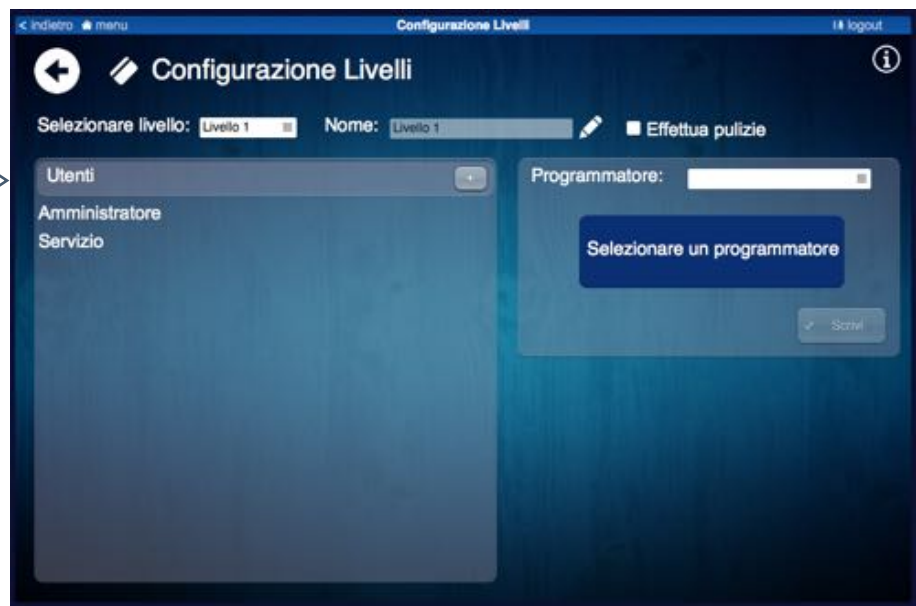 < indietro menu Configurazione Livelli logout
Configurazione Livelli
Selezionare livello: Livello 1 Nome: Livello 1 Effettua pulizie
Utenti
Amministratore
Servizio
Programmatore:
Selezionare un programmatore
Scrivi